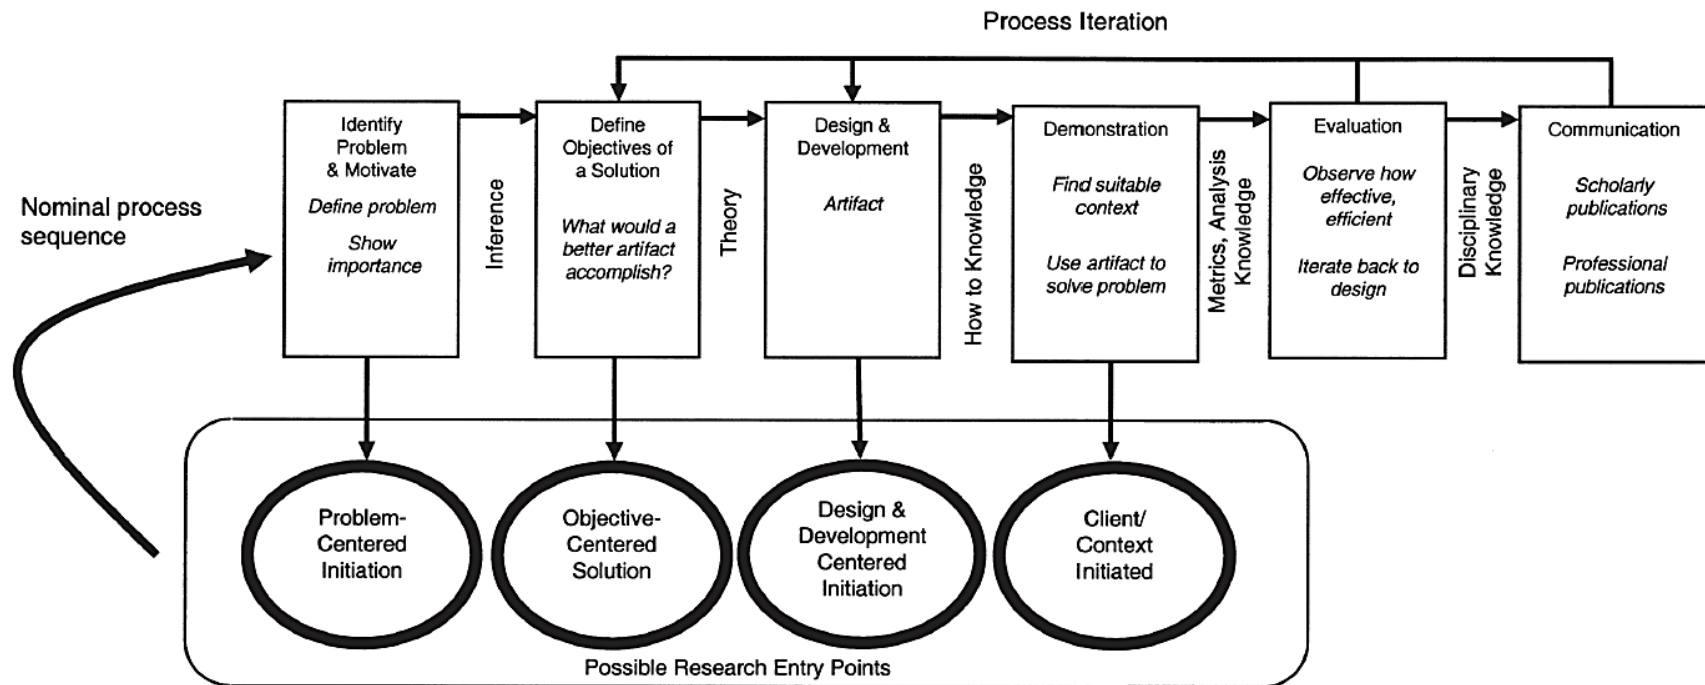 Process Iteration
Nominal process
sequence
Identify
Problem
& Motivate
Define problem
Show
importance
Inference
Define
Objectives of
a Solution
What would a
better artifact
accomplish?
Theory
Design &
Development
Artifact
How to Knowledge
Demonstration
Find suitable
context
Use artifact to
solve problem
Metrics, Analysis
Knowledge
Evaluation
Observe how
effective,
efficient
Iterate back to
design
Disciplinary
Knowledge
Communication
Scholarly
publications
Professional
publications
Problem-
Centered
Initiation
Objective-
Centered
Solution
Design &
Development
Centered
Initiation
Client/
Context
Initiated
Possible Research Entry Points